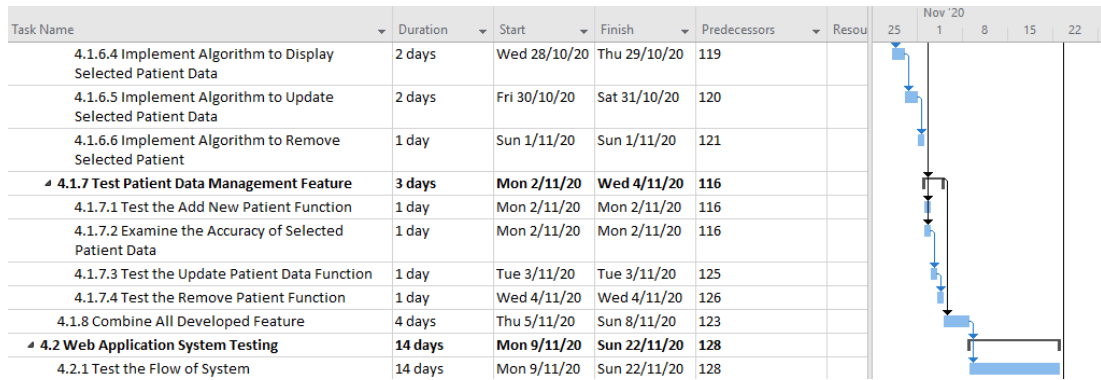 Nov '20
Task Name Duration Start Finish Predecessors Resou 25 1 8 15 22
4.1.6.4 Implement Algorithm to Display 2 days Wed 28/10/20 Thu 29/10/20 119
Selected Patient Data
4.1.6.5 Implement Algorithm to Update 2 days Fri 30/10/20 Sat 31/10/20 120
Selected Patient Data
4.1.6.6 Implement Algorithm to Remove 1 day Sun 1/11/20 Sun 1/11/20 121
Selected Patient
4.1.7 Test Patient Data Management Feature 3 days Mon 2/11/20 Wed 4/11/20 116
4.1.7.1 Test the Add New Patient Function 1 day Mon 2/11/20 Mon 2/11/20 116
4.1.7.2 Examine the Accuracy of Selected 1 day Mon 2/11/20 Mon 2/11/20 116
Patient Data
4.1.7.3 Test the Update Patient Data Function 1 day Tue 3/11/20 Tue 3/11/20 125
4.1.7.4 Test the Remove Patient Function 1 day Wed 4/11/20 Wed 4/11/20 126
4.1.8 Combine All Developed Feature 4 days Thu 5/11/20 Sun 8/11/20 123
4.2 Web Application System Testing 14 days Mon 9/11/20 Sun 22/11/20 128
4.2.1 Test the Flow of System 14 days Mon 9/11/20 Sun 22/11/20 128